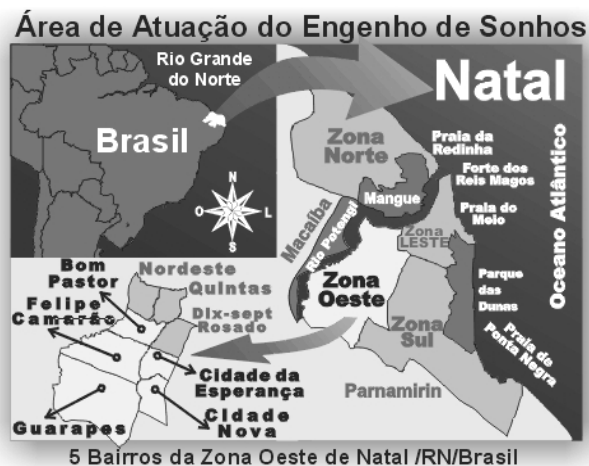 Área de Atuação do Engenho de Sonhos
Rio Grande
do Norte
Brasil
N
O
L
S
Natal
Zona
Norte
Praia da
Redinha
Forte dos
Reis Magos
Mangue
Praia do
Meio
Macaíba
Rio Potengi
Zona
LESTE
Oceano Atlântico
Zona
Oeste
Parque
das
Dunas
Zona
Sul
Praia de
Ponta Negra
Parnamirin
Bom
Pastor
Nordeste
Quintas
Felipe
Camarão
Dix-sept
Rosado
Cidade da
Esperança
Guarapes
Cidade
Nova
5 Bairros da Zona Oeste de Natal /RN/Brasil